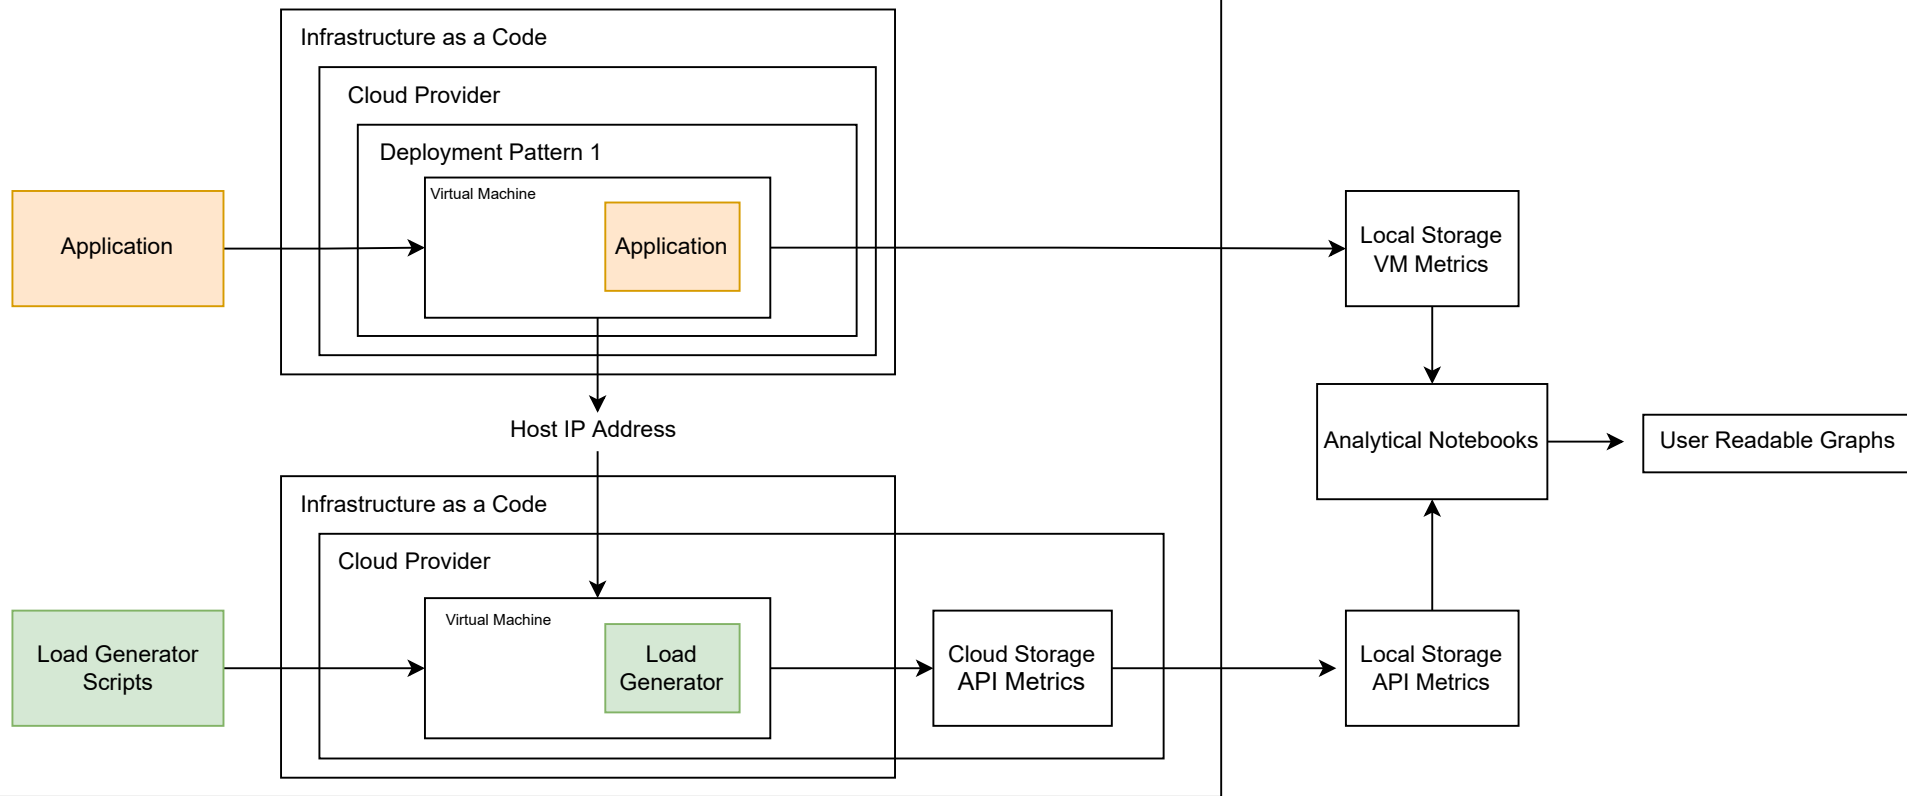 Infrastructure as a Code
Cloud Provider
Deployment Pattern 1
Virtual Machine
Application
Application
Local Storage
VM Metrics
Host IP Address
Analytical Notebooks
User Readable Graphs
Infrastructure as a Code
Cloud Provider
Virtual Machine
Load Generator
Scripts
Load
Generator
Cloud Storage
API Metrics
Local Storage
API Metrics